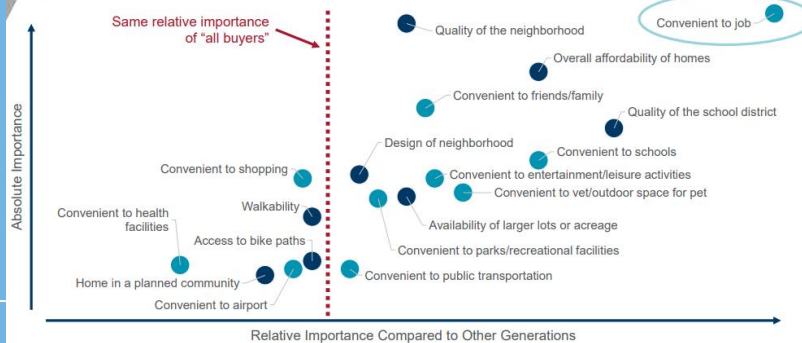 Same relative importance
of "all buyers"
Convenient to job
Quality of the neighborhood
Overall affordability of homes
Convenient to friends/family
Quality of the school district
Design of neighborhood
Convenient to schools
Convenient to shopping
Convenient to entertainment/leisure activities
Convenient to vet/outdoor space for pet
Walkability
Availability of larger lots or acreage
Convenient to health
facilities
Access to bike paths
Convenient to parks/recreational facilities
Home in a planned community
Convenient to public transportation
Convenient to airport
Absolute Importance
Relative Importance Compared to Other Generations